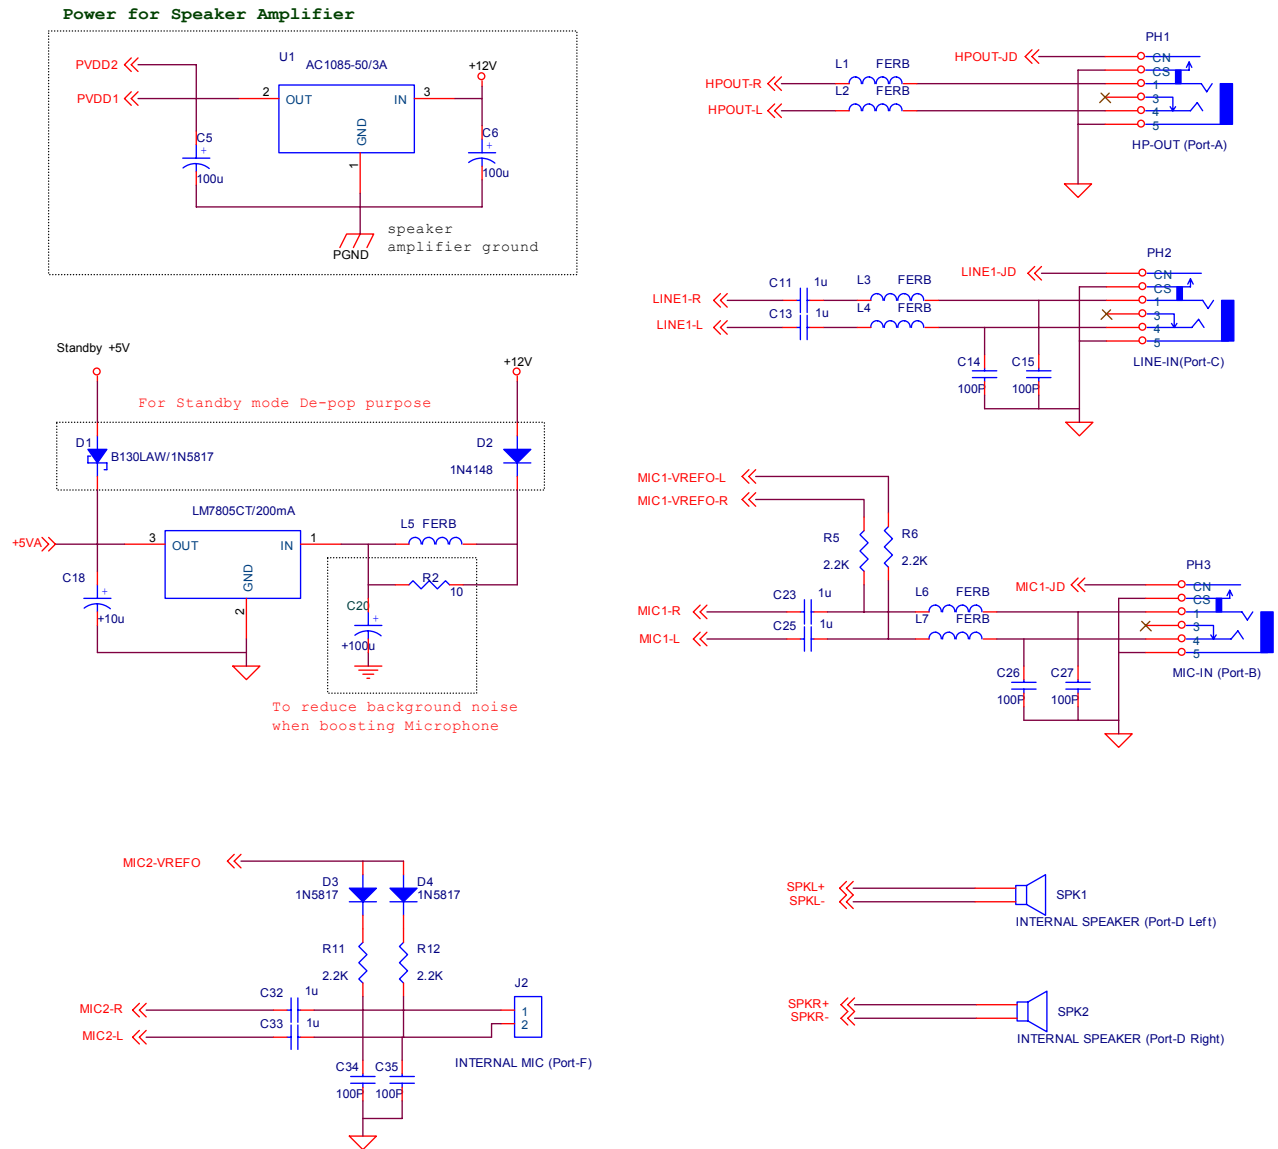 Power for Speaker Amplifier
PVDD2
PVDD1
U1
AC1085-50/3A
2
OUT
IN
3
GND
1
+12V
C5
+
100u
C6
+
100u
PGND
speaker
amplifier ground
Standby +5V
+12V
For Standby mode De-pop purpose
D1
B130LAW/1N5817
D2
1N4148
LM7805CT/200mA
+5VA
3
OUT
IN
1
GND
2
L5 FERB
R2
10
C18
+
+10u
C20
+
+100u
To reduce background noise
when boosting Microphone
MIC2-VREFO
D3
1N5817
D4
1N5817
R11
2.2K
R12
2.2K
MIC2-R
C32
1u
MIC2-L
C33
1u
J2
1
2
INTERNAL MIC (Port-F)
C34
100P
C35
100P
PH1
HPOUT-JD
HPOUT-R
HPOUT-L
L1 FERB
L2 FERB
CN
CS
1
3
4
5
HP-OUT (Port-A)
PH2
LINE1-JD
LINE1-R
LINE1-L
C11 1u
C13 1u
L3 FERB
L4 FERB
CN
CS
1
3
4
5
C14
100P
C15
100P
LINE-IN(Port-C)
MIC1-VREFO-L
MIC1-VREFO-R
R5
2.2K
R6
2.2K
PH3
MIC1-JD
MIC1-R
MIC1-L
C23 1u
C25 1u
L6 FERB
L7 FERB
CN
CS
1
3
4
5
C26
100P
C27
100P
MIC-IN (Port-B)
SPKL+
SPKL-
SPK1
INTERNAL SPEAKER (Port-D Left)
SPKR+
SPKR-
SPK2
INTERNAL SPEAKER (Port-D Right)